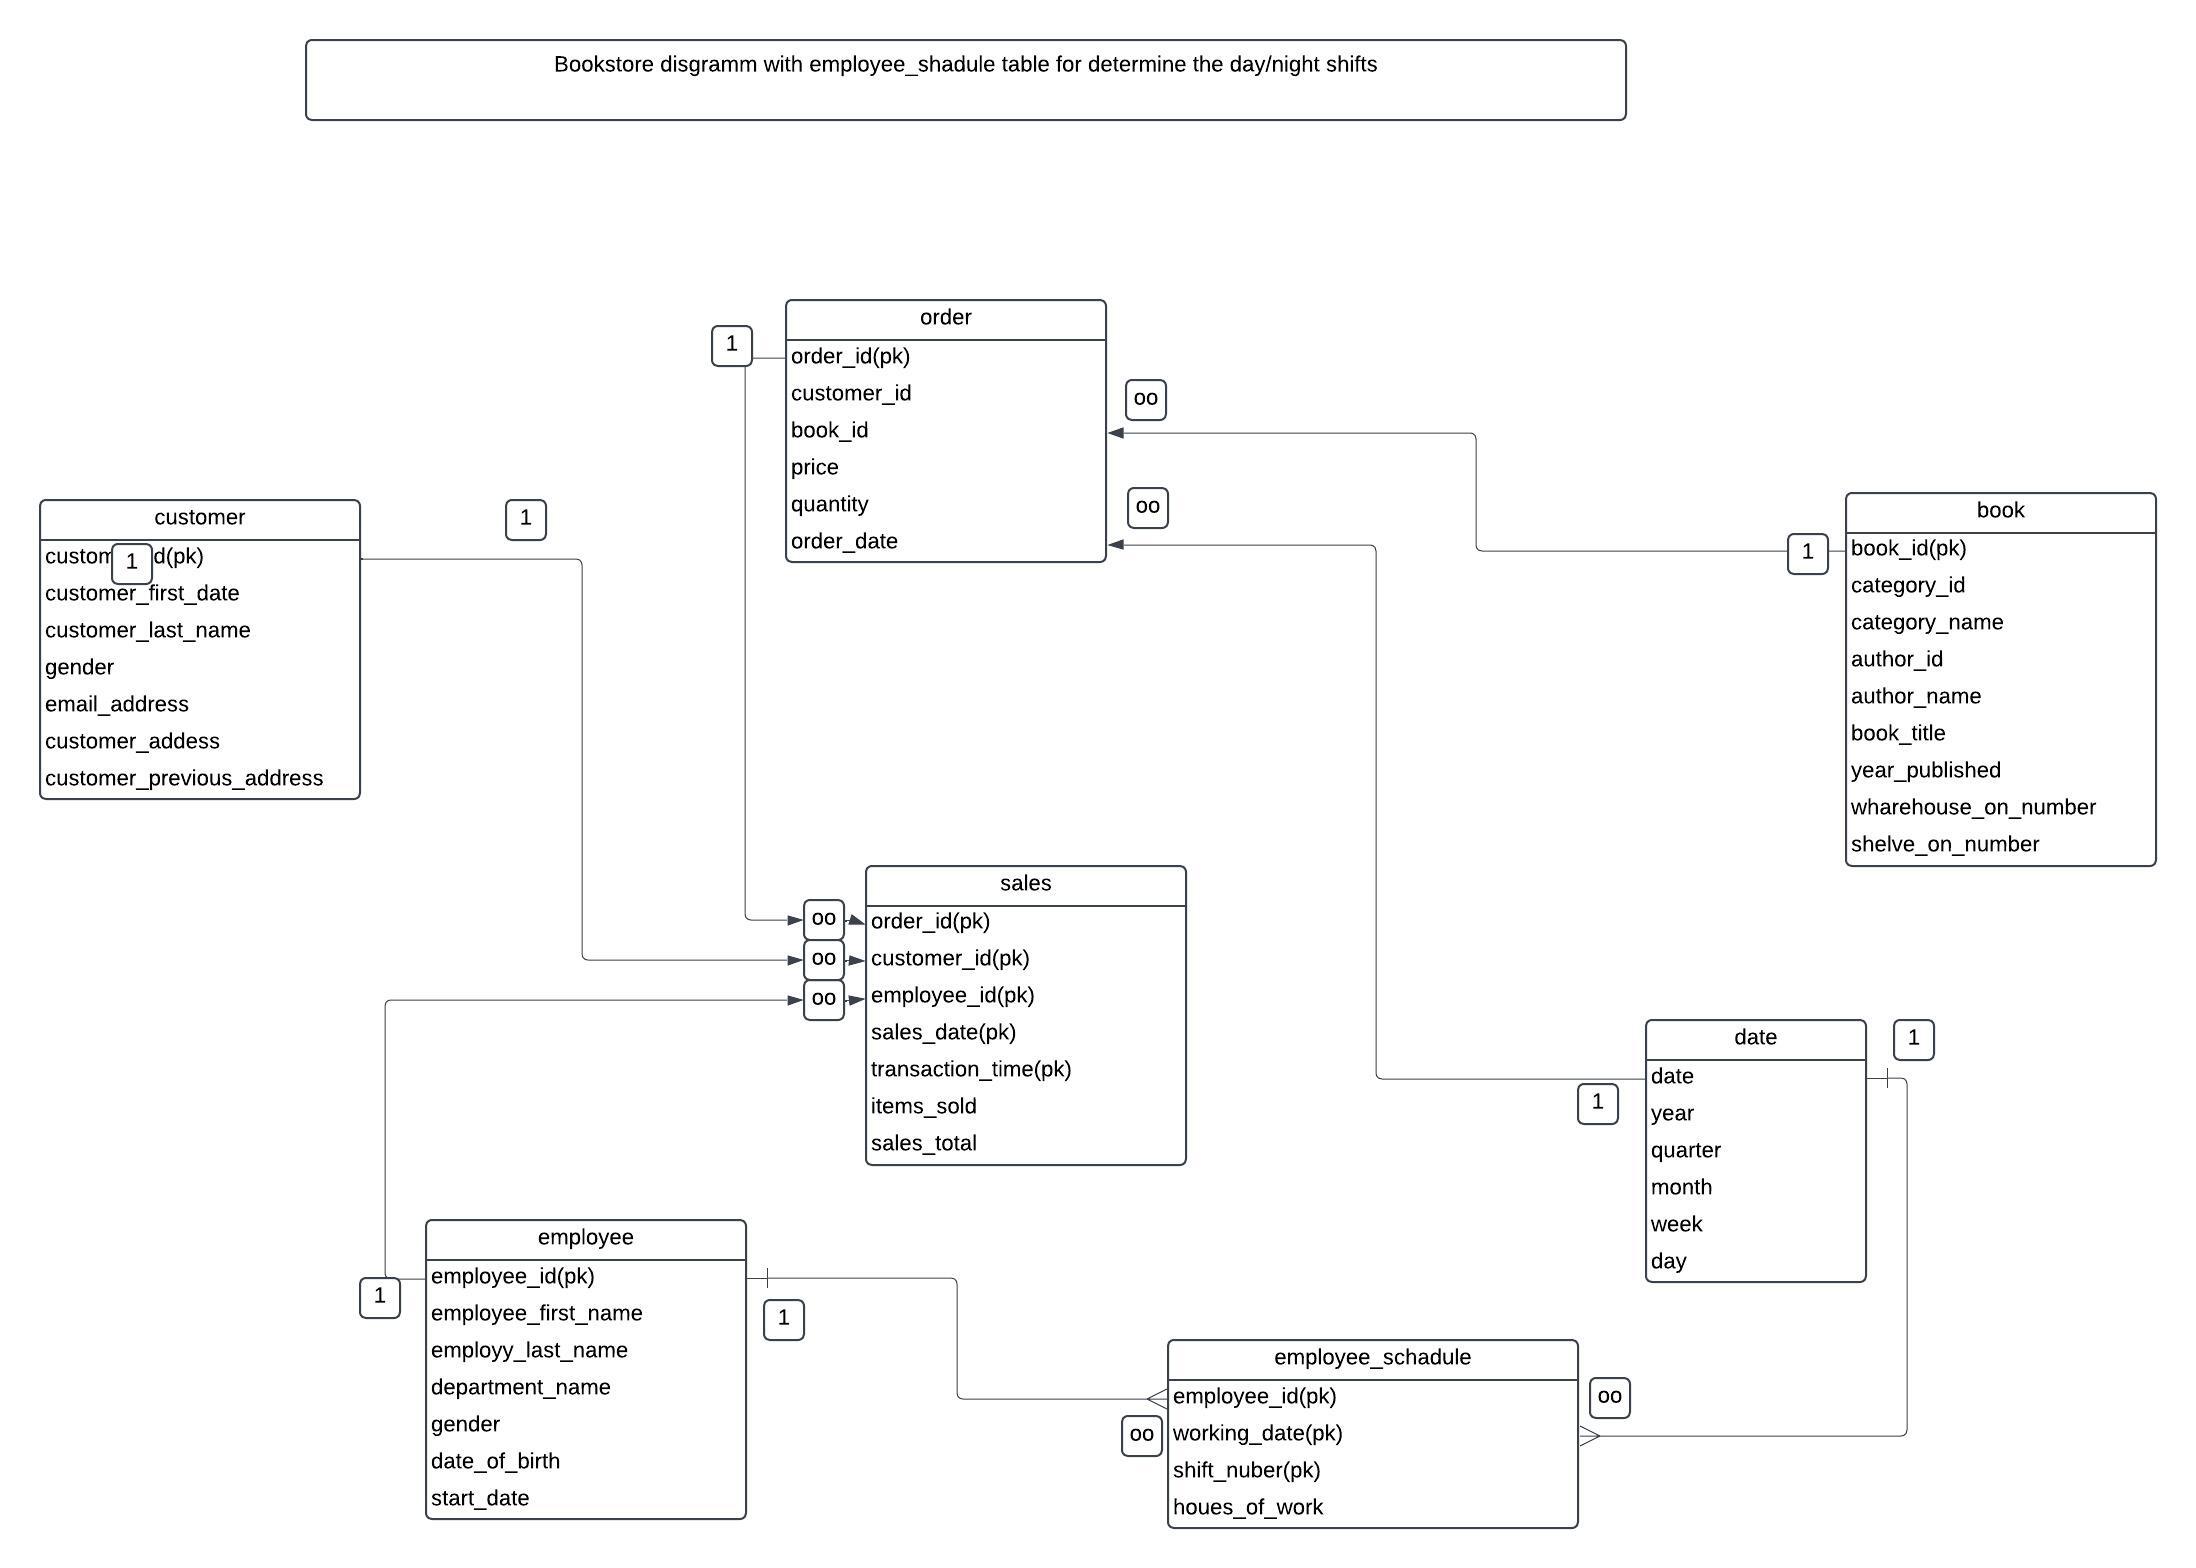 Bookstore disgramm with employee_shadule table for determine the day/night shifts
order
1
order_id(pk)
customer_id
oo
book_id
price
quantity
oo
order_date
customer
1
1
d(pk)
customer_first_date
customer_last_name
gender
email_address
customer_addess
customer_previous_address
book
1
book_id(pk)
category_id
category_name
author_id
author_name
book_title
year_published
wharehouse_on_number
shelve_on_number
sales
oo
order_id(pk)
oo
customer_id(pk)
oo
employee_id(pk)
sales_date(pk)
transaction_time(pk)
items_sold
sales_total
date
1
date
1
year
quarter
month
week
day
employee
1
employee_id(pk)
1
employee_first_name
employy_last_name
department_name
gender
date_of_birth
start_date
employee_schadule
employee_id(pk)
oo
oo
working_date(pk)
shift_nuber(pk)
houes_of_work